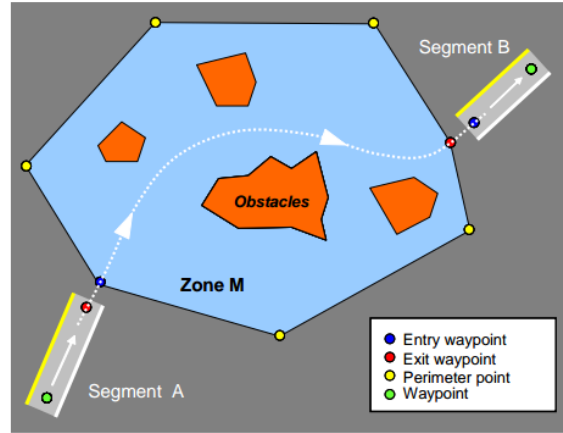 Segment B
Obstacles
Zone M
Segment A
Entry waypoint
Exit waypoint
Perimeter point
Waypoint